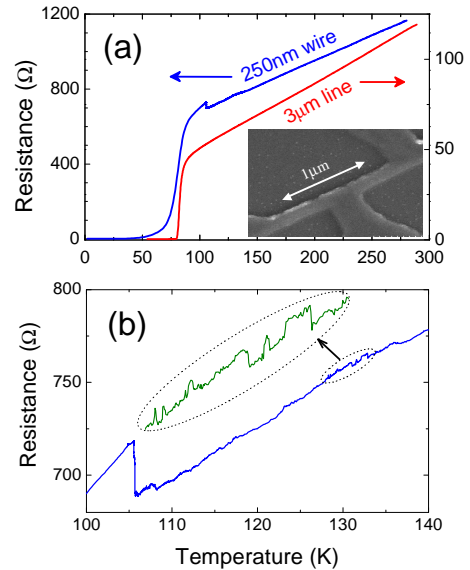 (a)
250nm wire
3μm line
1μm
Resistance (Ω)
1200
800
400
0
100
50
0
0 50 100 150 200 250 300
(b)
Resistance (Ω)
800
750
700
100 110 120 130 140
Temperature (K)